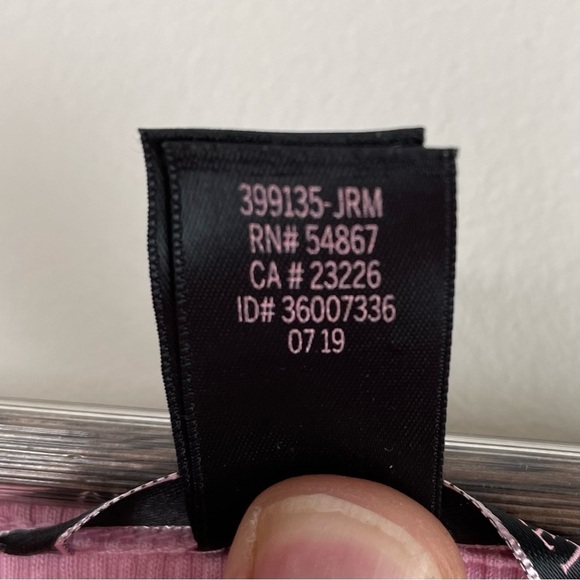 399135-JRM
RN# 54867
CA # 23226
ID# 36007336
07 19